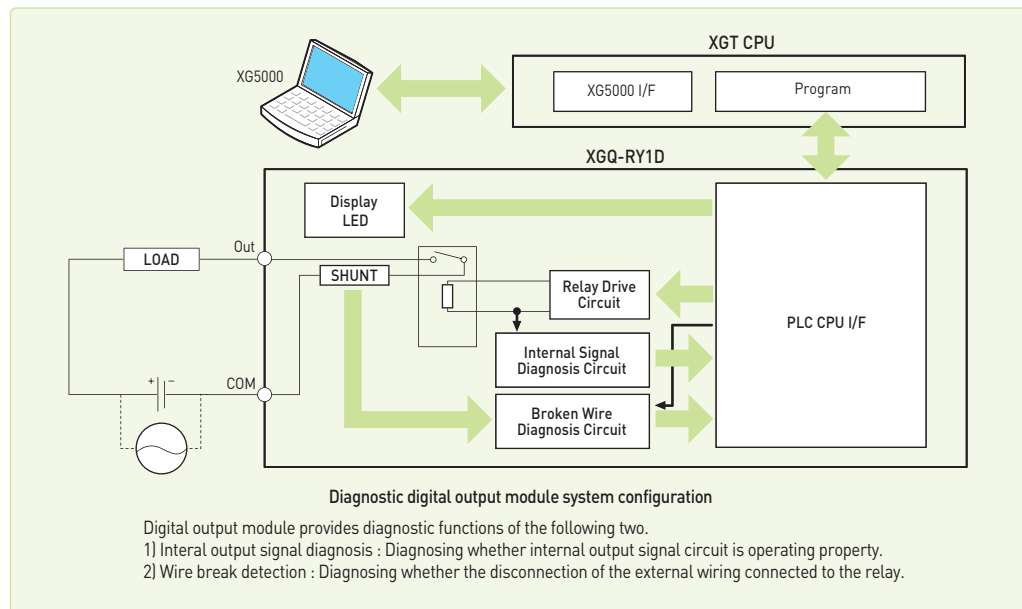 XGT CPU
XG5000
XG5000 I/F
Program
XGQ-RY1D
Display
LED
Out
LOAD
SHUNT
Relay Drive
Circuit
PLC CPU I/F
Internal Signal
Diagnosis Circuit
+
−
COM
Broken Wire
Diagnosis Circuit
Diagnostic digital output module system configuration
Digital output module provides diagnostic functions of the following two.
1) Interal output signal diagnosis : Diagnosing whether internal output signal circuit is operating property.
2) Wire break detection : Diagnosing whether the disconnection of the external wiring connected to the relay.